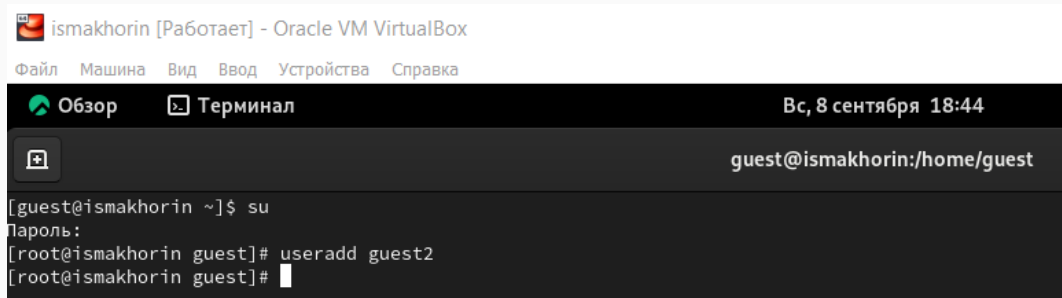 ismakhorin [Работает] - Oracle VM VirtualBox
Файл Машина Вид Ввод Устройства Справка
Обзор Терминал Вс, 8 сентября 18:44
guest@ismakhorin:/home/guest
[guest@ismakhorin ~]$ su
Пароль:
[root@ismakhorin guest]# useradd guest2
[root@ismakhorin guest]#